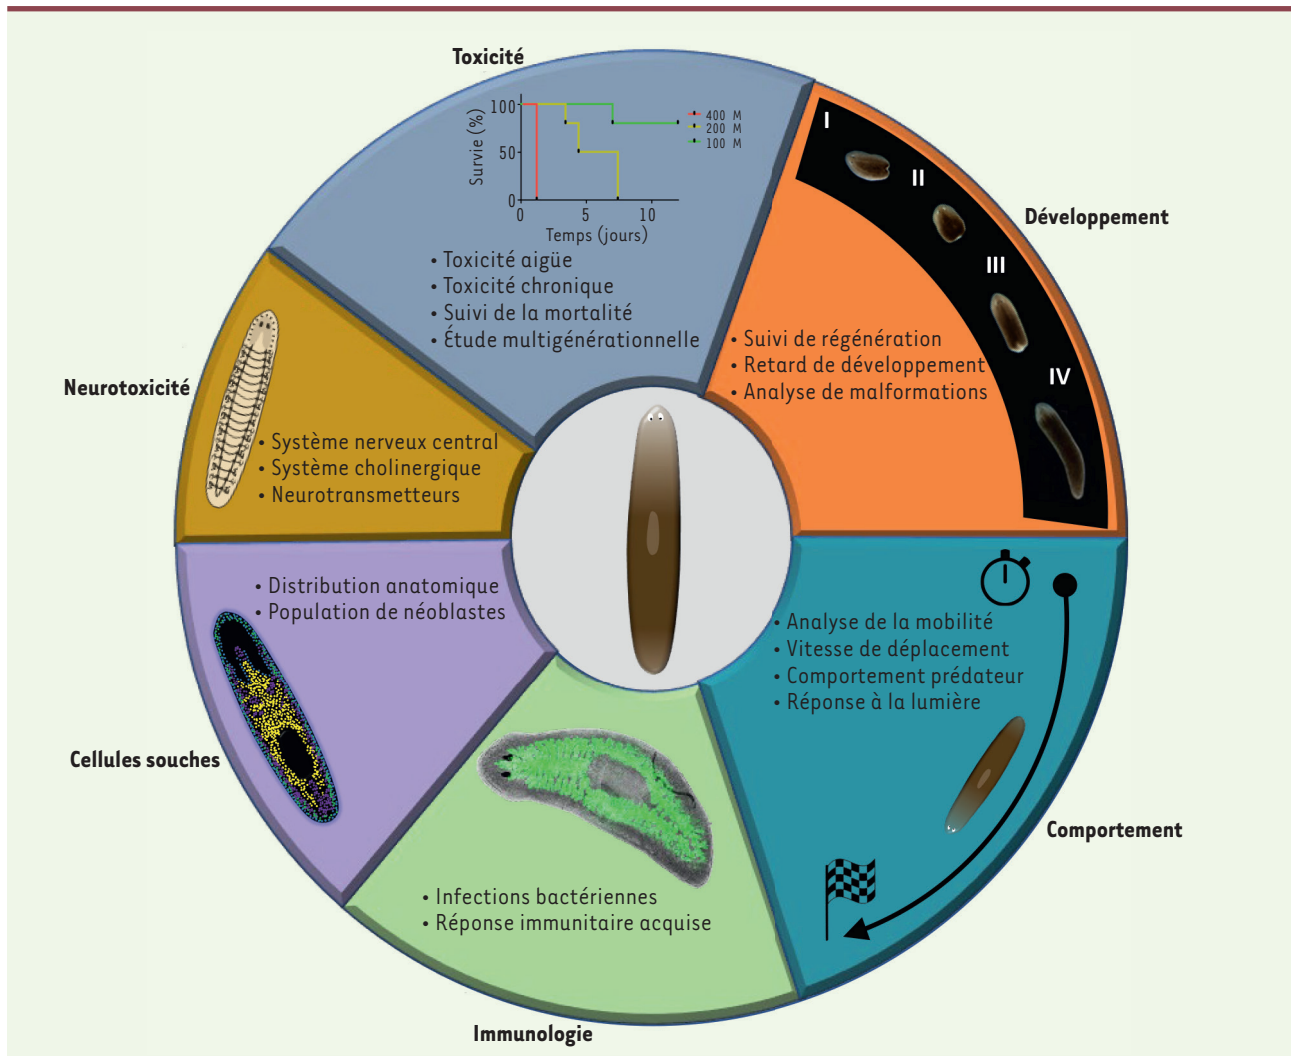 Toxicité
100
50
0
Survie (%)
0
5
10
Temps (jours)
400 M
200 M
100 M
• Toxicité aigüe
• Toxicité chronique
• Suivi de la mortalité
• Étude multigénérationnelle
Développement
I
II
III
IV
• Suivi de régénération
• Retard de développement
• Analyse de malformations
Neurotoxicité
• Système nerveux central
• Système cholinergique
• Neurotransmetteurs
• Distribution anatomique
• Population de néoblastes
Cellules souches
• Analyse de la mobilité
• Vitesse de déplacement
• Comportement prédateur
• Réponse à la lumière
Comportement
• Infections bactériennes
• Réponse immunitaire acquise
Immunologie